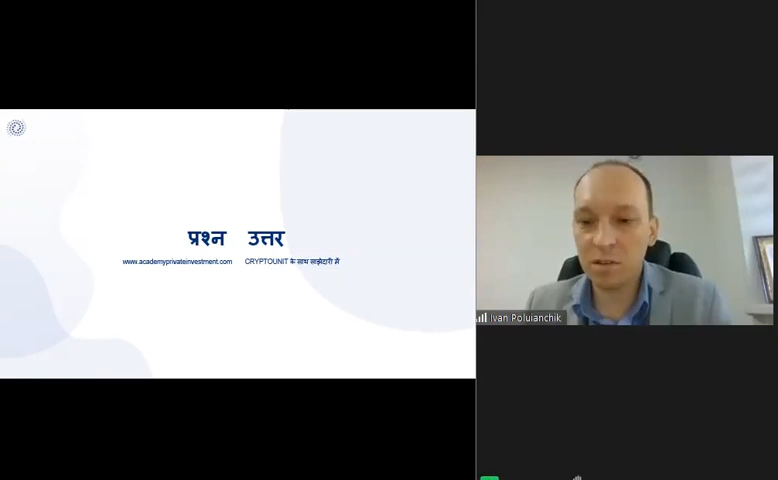 प्रश्न उत्तर
www.academyprivateinvestment.com CRYPTOUNIT के साथ साझेदारी में
Ivan Poluianchik